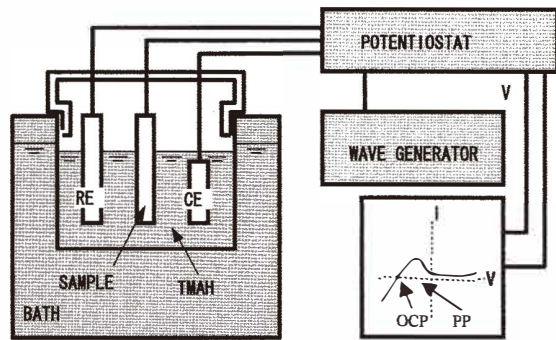 POTENTIOSTAT
V
WAVE GENERATOR
RE
CE
SAMPLE
TMAH
BATH
I
V
OCP
PP